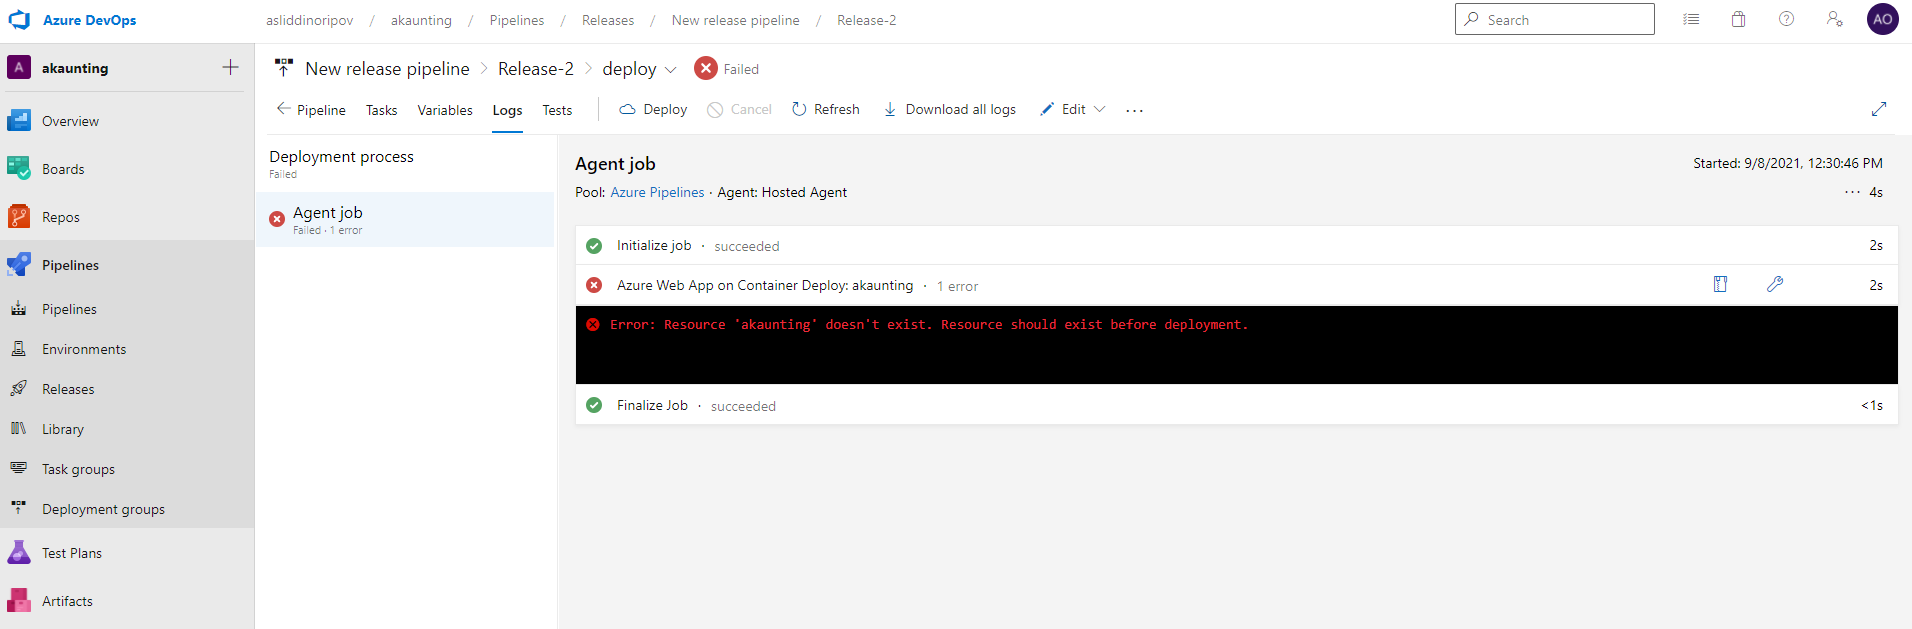 Azure DevOps
asliddinoripov / akaunting / Pipelines / Releases / New release pipeline / Release-2
Search
AO
A akaunting
New release pipeline > Release-2 > deploy Failed
Pipeline Tasks Variables Logs Tests Deploy Cancel Refresh Download all logs Edit ...
Overview
Boards
Repos
Pipelines
Pipelines
Environments
Releases
Library
Task groups
Deployment groups
Test Plans
Artifacts
Deployment process
Failed
Agent job
Failed · 1 error
Agent job
Started: 9/8/2021, 12:30:46 PM
Pool: Azure Pipelines · Agent: Hosted Agent
... 4s
Initialize job · succeeded
2s
Azure Web App on Container Deploy: akaunting · 1 error
2s
Error: Resource 'akaunting' doesn't exist. Resource should exist before deployment.
Finalize Job · succeeded
<1s